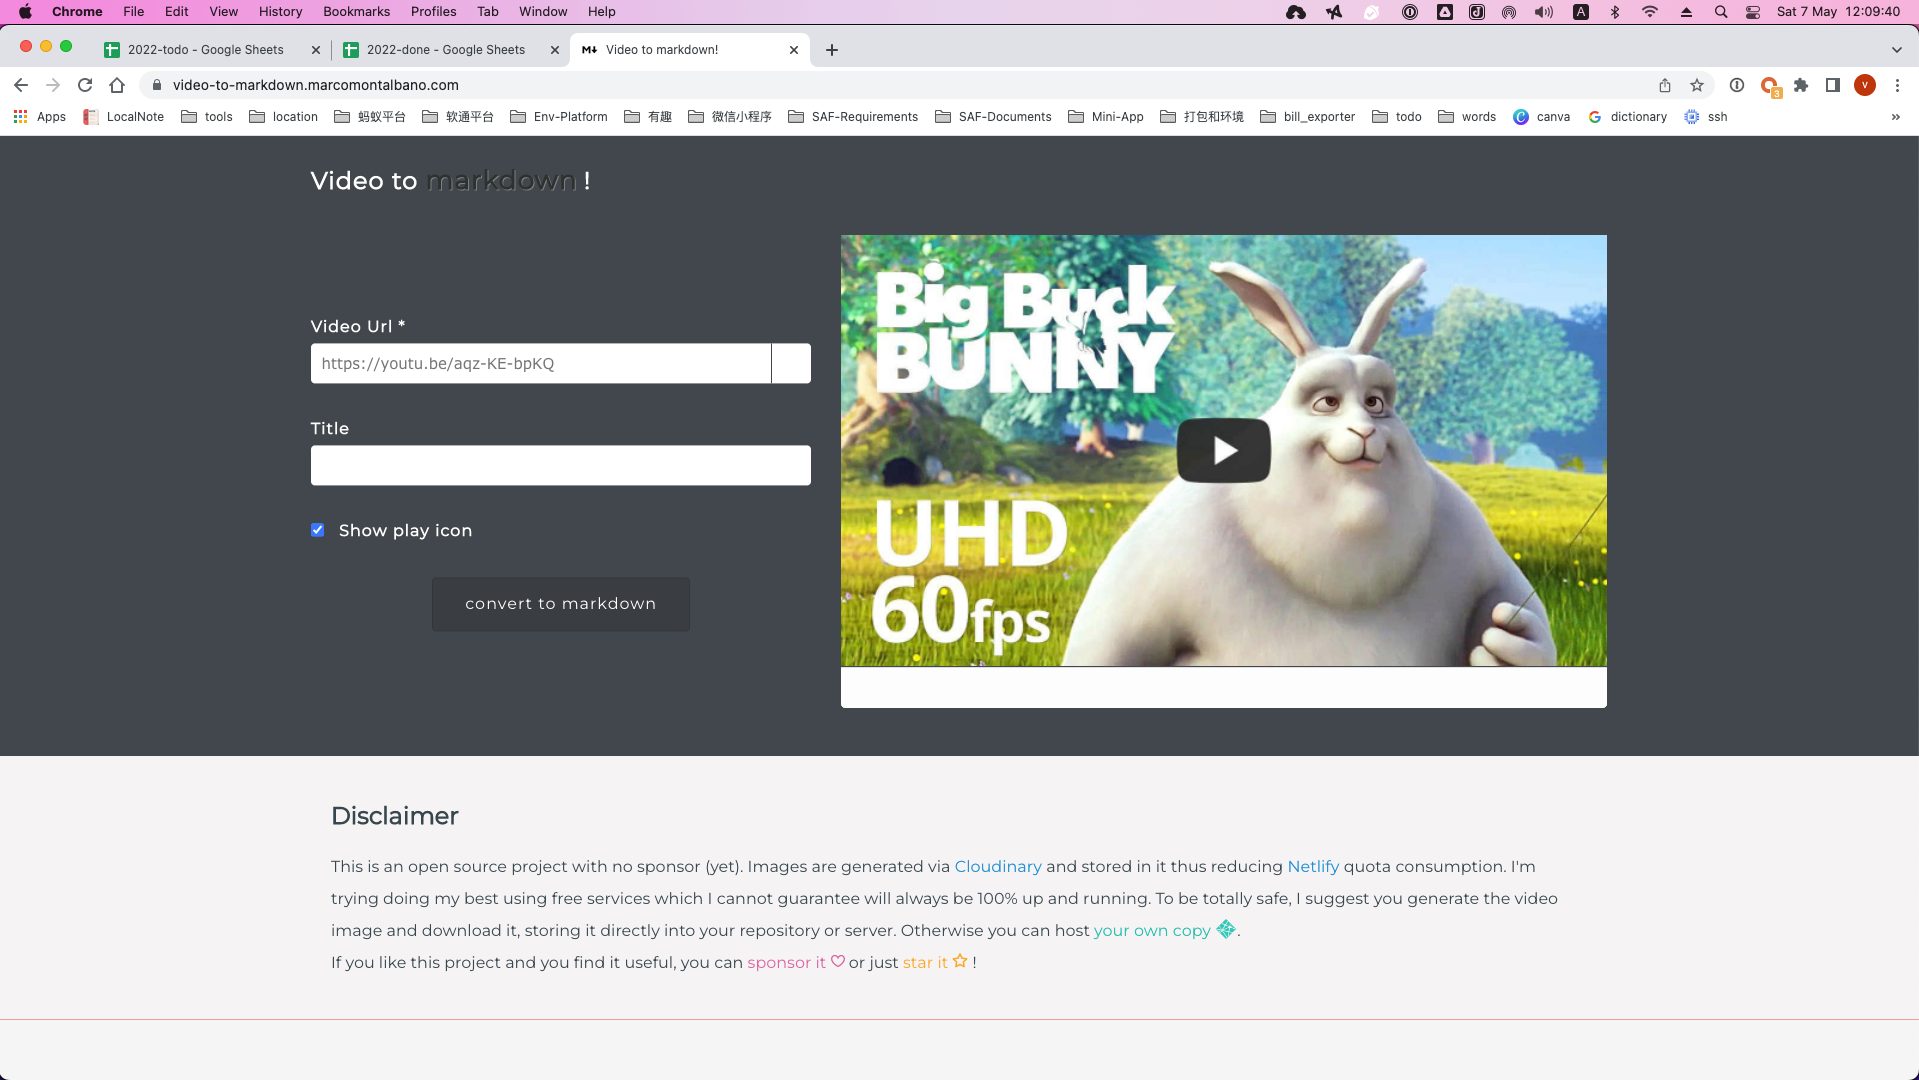 Chrome File Edit View History Bookmarks Profiles Tab Window Help A Sat 7 May 12:09:40
2022-todo - Google Sheets 2022-done - Google Sheets M↓ Video to markdown!
video-to-markdown.marcomontalbano.com 3 V
Apps LocalNote tools location 蚂蚁平台 软通平台 Env-Platform 有趣 微信小程序 SAF-Requirements SAF-Documents Mini-App 打包和环境 bill_exporter todo words canva dictionary ssh »
Video to markdown !
Big Buck
BUNNY
Video Url *
https://youtu.be/aqz-KE-bpKQ
Title
Show play icon
UHD
60fps
convert to markdown
Disclaimer
This is an open source project with no sponsor (yet). Images are generated via Cloudinary and stored in it thus reducing Netlify quota consumption. I'm
trying doing my best using free services which I cannot guarantee will always be 100% up and running. To be totally safe, I suggest you generate the video
image and download it, storing it directly into your repository or server. Otherwise you can host your own copy .
If you like this project and you find it useful, you can sponsor it or just star it !